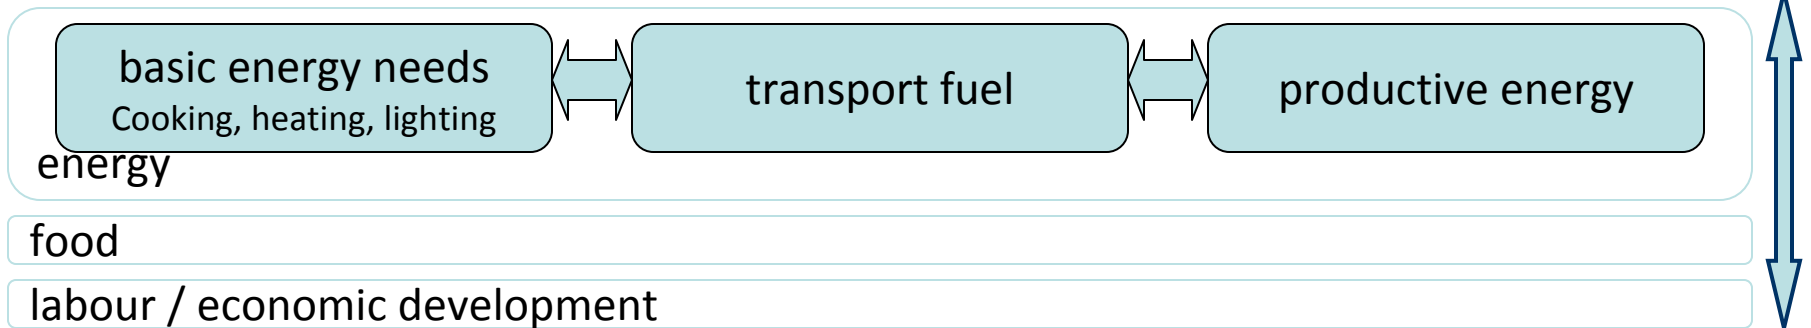 basic energy needs
Cooking, heating, lighting
transport fuel
productive energy
energy
food
labour / economic development